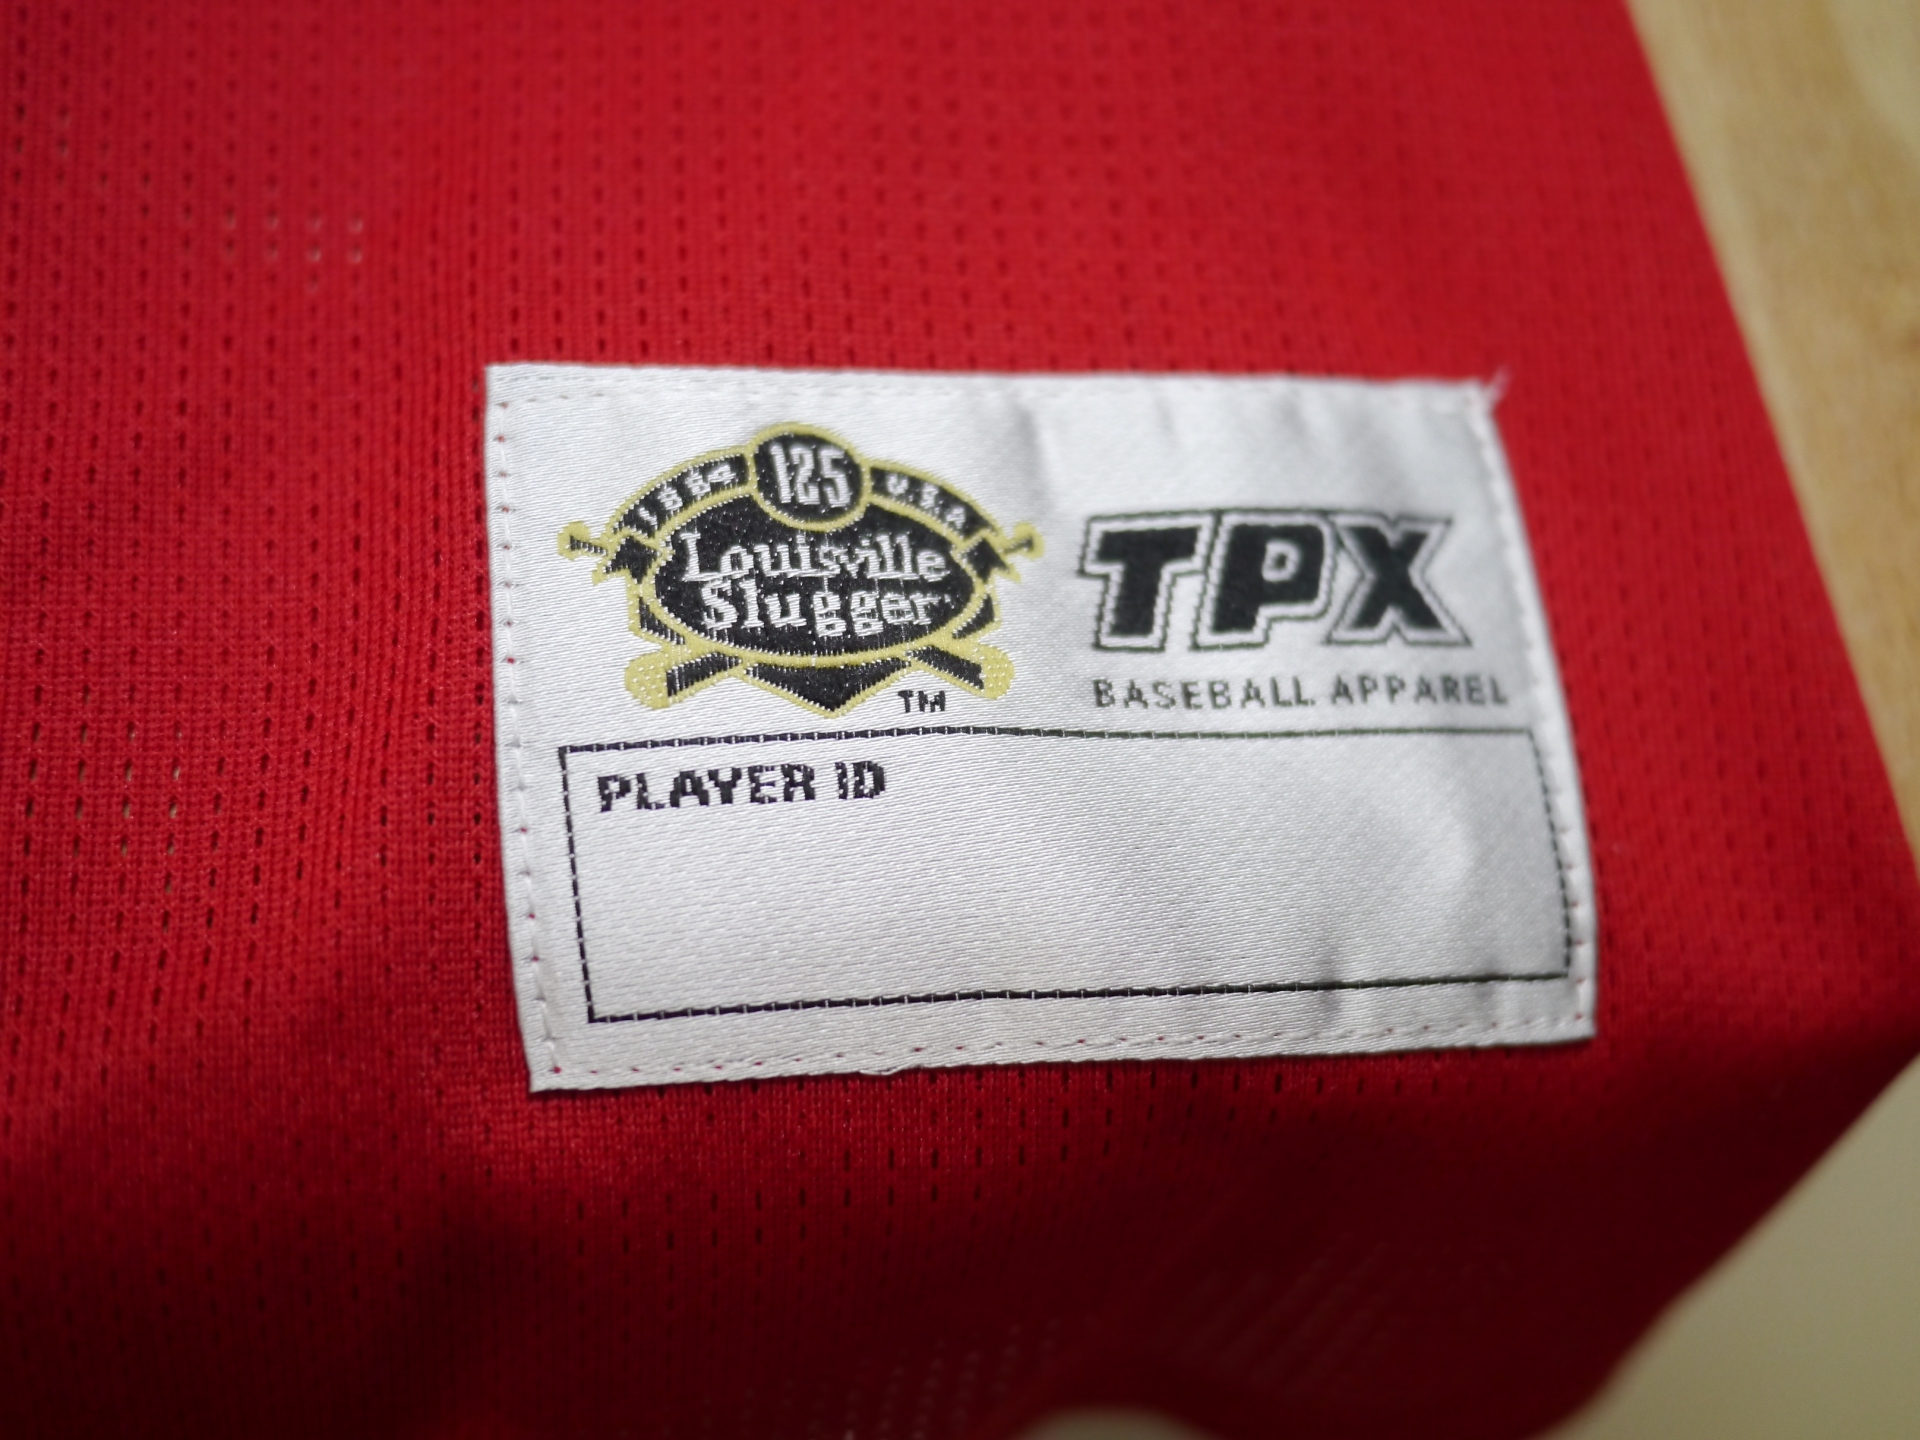 1884 125 U.S.A
Louisville
Slugger
TM
TPX
BASEBALL APPAREL
PLAYER ID